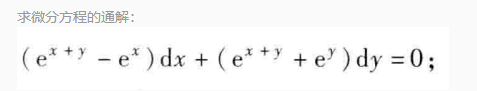 求微分方程的通解:
(e^{x+y} - e^x)dx + (e^{x+y} + e^y)dy = 0;